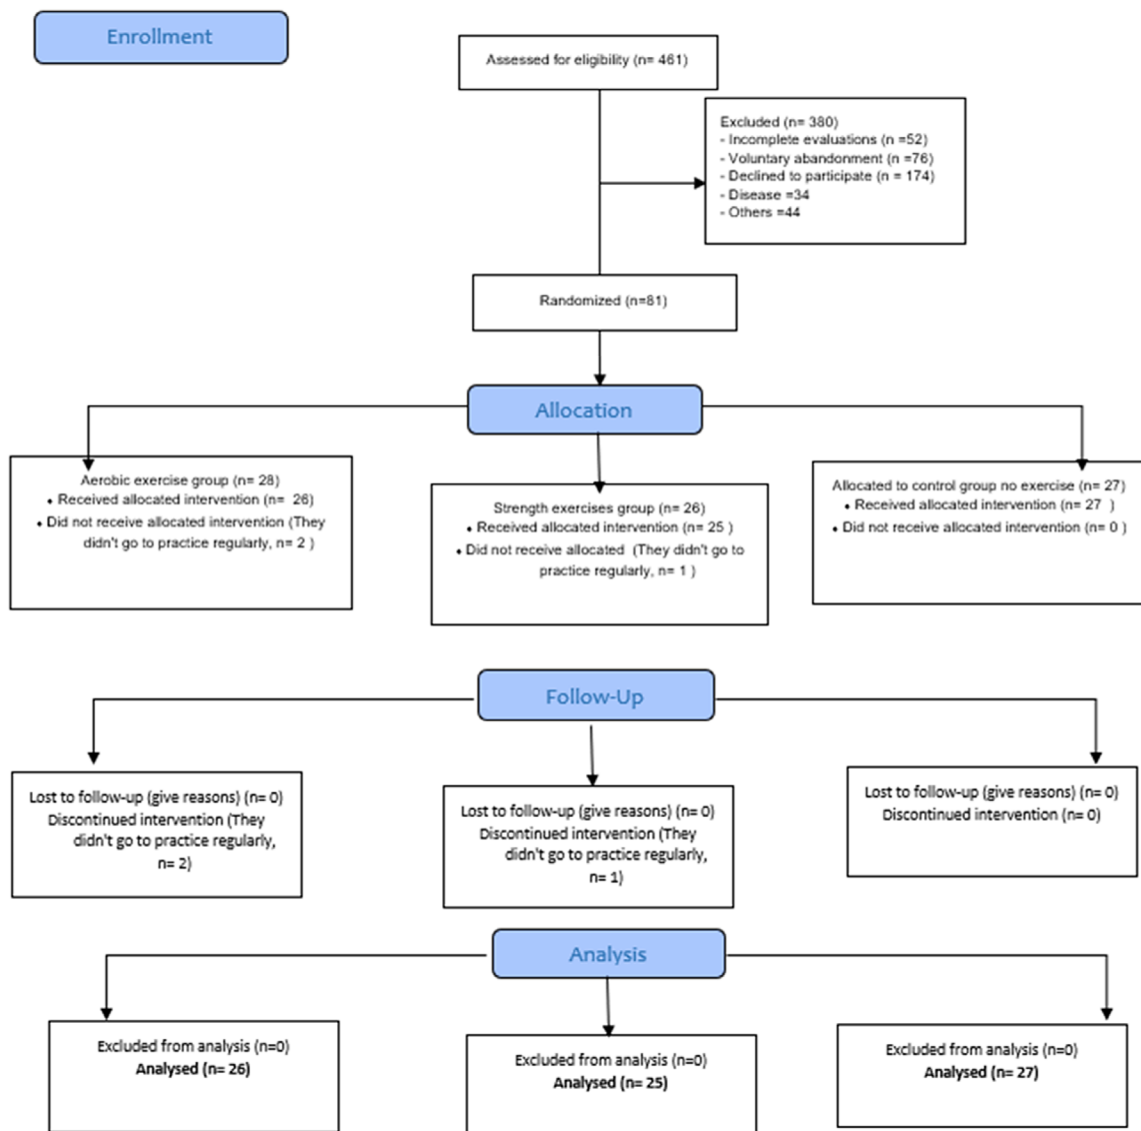 Enrollment
Assessed for eligibility (n= 461)
Excluded (n= 380)
- Incomplete evaluations (n =52)
- Voluntary abandonment (n =76)
- Declined to participate (n = 174)
- Disease =34
- Others =44
Randomized (n=81)
Allocation
Aerobic exercise group (n= 28)
• Received allocated intervention (n= 26)
• Did not receive allocated intervention (They
didn't go to practice regularly, n= 2 )
Strength exercises group (n= 26)
• Received allocated intervention (n= 25 )
• Did not receive allocated (They didn't go to
practice regularly, n= 1 )
Allocated to control group no exercise (n= 27)
• Received allocated intervention (n= 27 )
• Did not receive allocated intervention (n= 0 )
Follow-Up
Lost to follow-up (give reasons) (n= 0)
Discontinued intervention (They
didn't go to practice regularly,
n= 2)
Lost to follow-up (give reasons) (n= 0)
Discontinued intervention (They
didn't go to practice regularly,
n= 1)
Lost to follow-up (give reasons) (n= 0)
Discontinued intervention (n= 0)
Analysis
Excluded from analysis (n=0)
Analysed (n= 26)
Excluded from analysis (n=0)
Analysed (n= 25)
Excluded from analysis (n=0)
Analysed (n= 27)